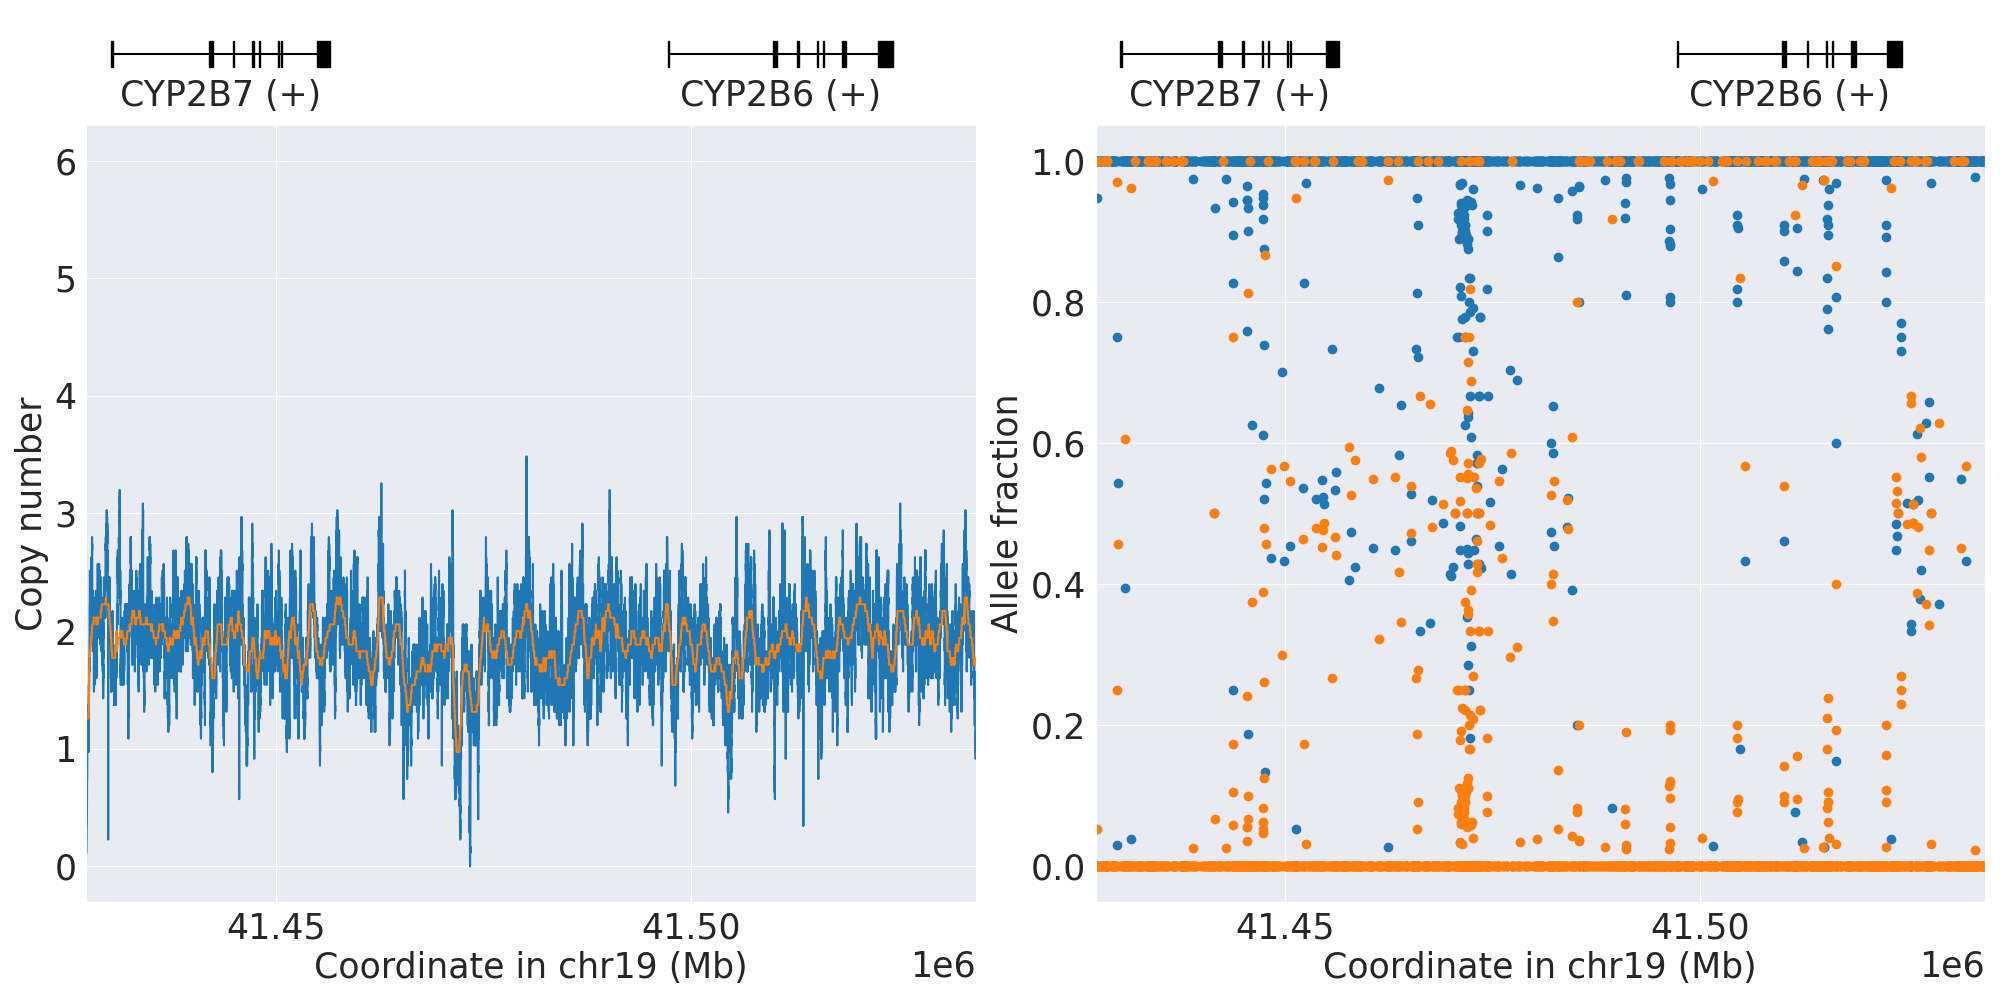 CYP2B7 (+) CYP2B6 (+)
6
5
4
3
2
1
0
Copy number
41.45 41.50
Coordinate in chr19 (Mb)
1e6
CYP2B7 (+) CYP2B6 (+)
1.0
0.8
0.6
0.4
0.2
0.0
Allele fraction
41.45 41.50
Coordinate in chr19 (Mb)
1e6